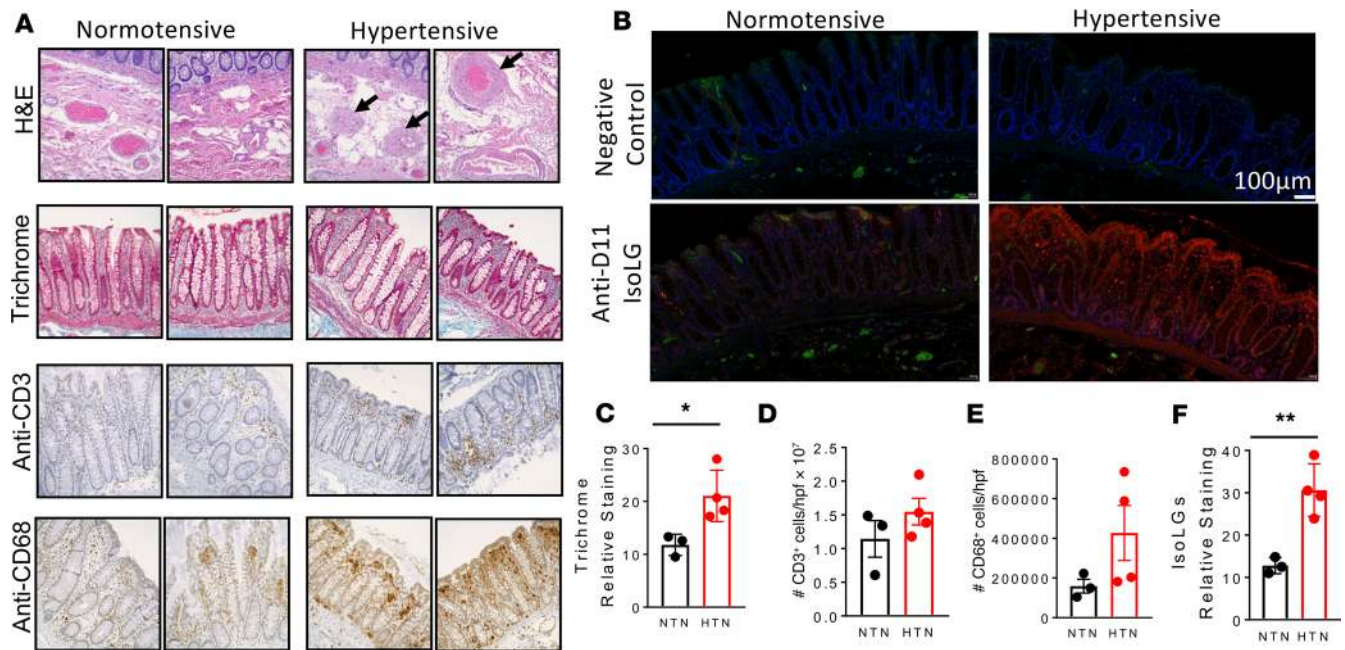 A
Normotensive
Hypertensive
H&E
Trichrome
Anti-CD3
Anti-CD68
B
Normotensive
Hypertensive
Negative
Control
100μm
Anti-D11
IsoLG
C
*
Trichrome
Relative Staining
30
20
10
0
NTN
HTN
D
# CD3⁺ cells/hpf × 10⁷
2.5
2.0
1.5
1.0
0.5
0.0
NTN
HTN
E
# CD68⁺ cells/hpf
800000
600000
400000
200000
0
NTN
HTN
F
**
IsoLGs
Relative Staining
40
30
20
10
0
NTN
HTN